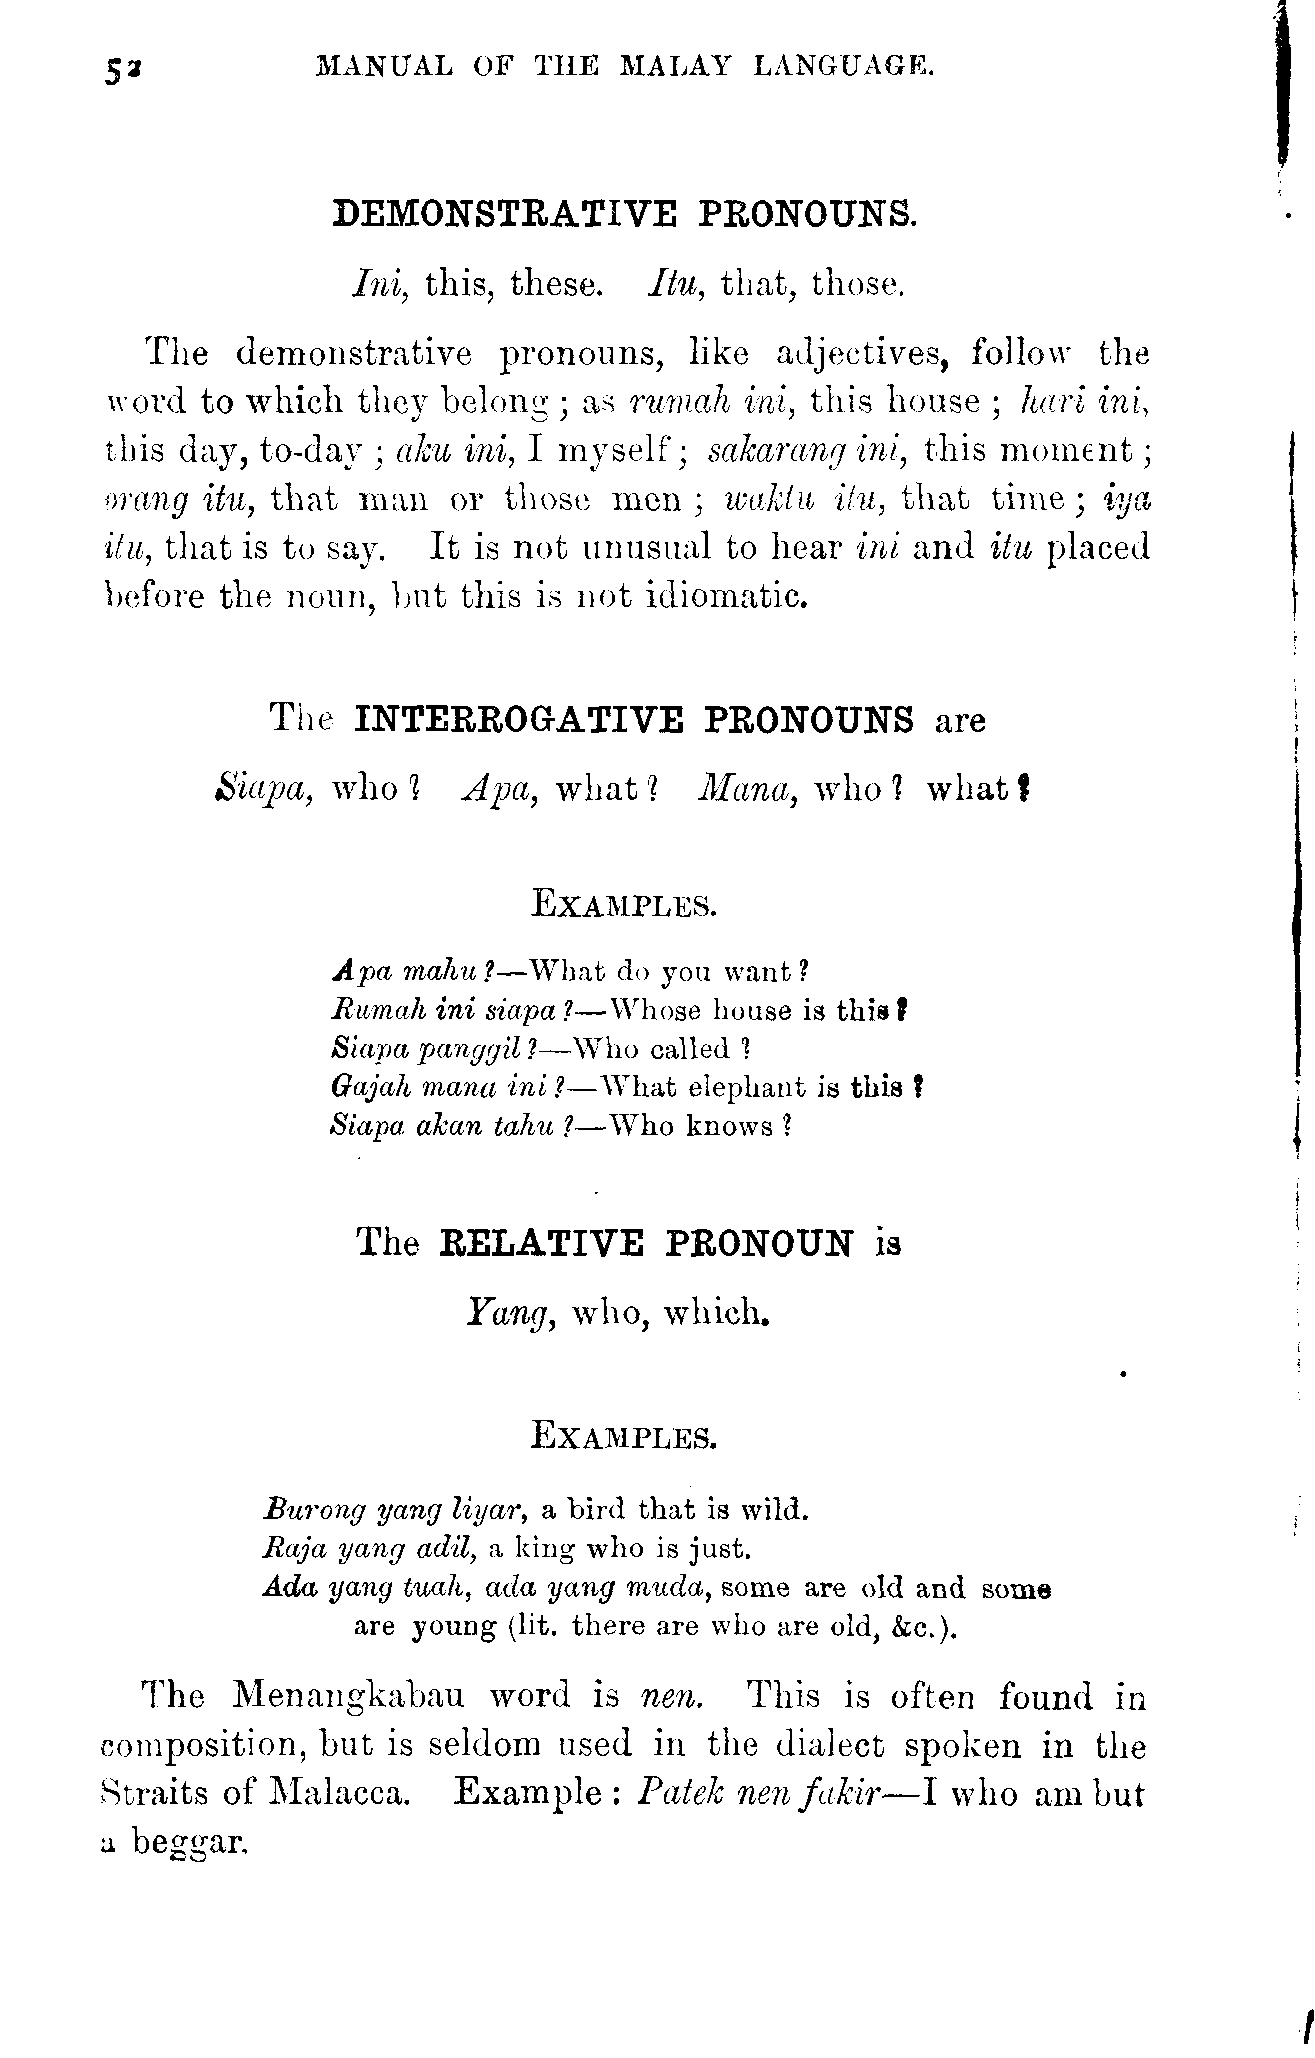 52 MANUAL OF THE MALAY LANGUAGE.
DEMONSTRATIVE PRONOUNS.
Ini, this, these. Itu, that, those.
The demonstrative pronouns, like adjectives, follow the
word to which they belong; as rumah ini, this house; hari ini,
this day, to-day; aku ini, I myself; sakarang ini, this moment;
orang itu, that man or those men; waktu itu, that time; iya
itu, that is to say. It is not unusual to hear ini and itu placed
before the noun, but this is not idiomatic.
The INTERROGATIVE PRONOUNS are
Siapa, who? Apa, what? Mana, who? what?
EXAMPLES.
Apa mahu?—What do you want?
Rumah ini siapa?—Whose house is this?
Siapa panggil?—Who called?
Gajah mana ini?—What elephant is this?
Siapa akan tahu?—Who knows?
The RELATIVE PRONOUN is
Yang, who, which.
EXAMPLES.
Burong yang liyar, a bird that is wild.
Raja yang adil, a king who is just.
Ada yang tuah, ada yang muda, some are old and some
are young (lit. there are who are old, &c.).
The Menangkabau word is nen. This is often found in
composition, but is seldom used in the dialect spoken in the
Straits of Malacca. Example: Patek nen fakir—I who am but
a beggar.